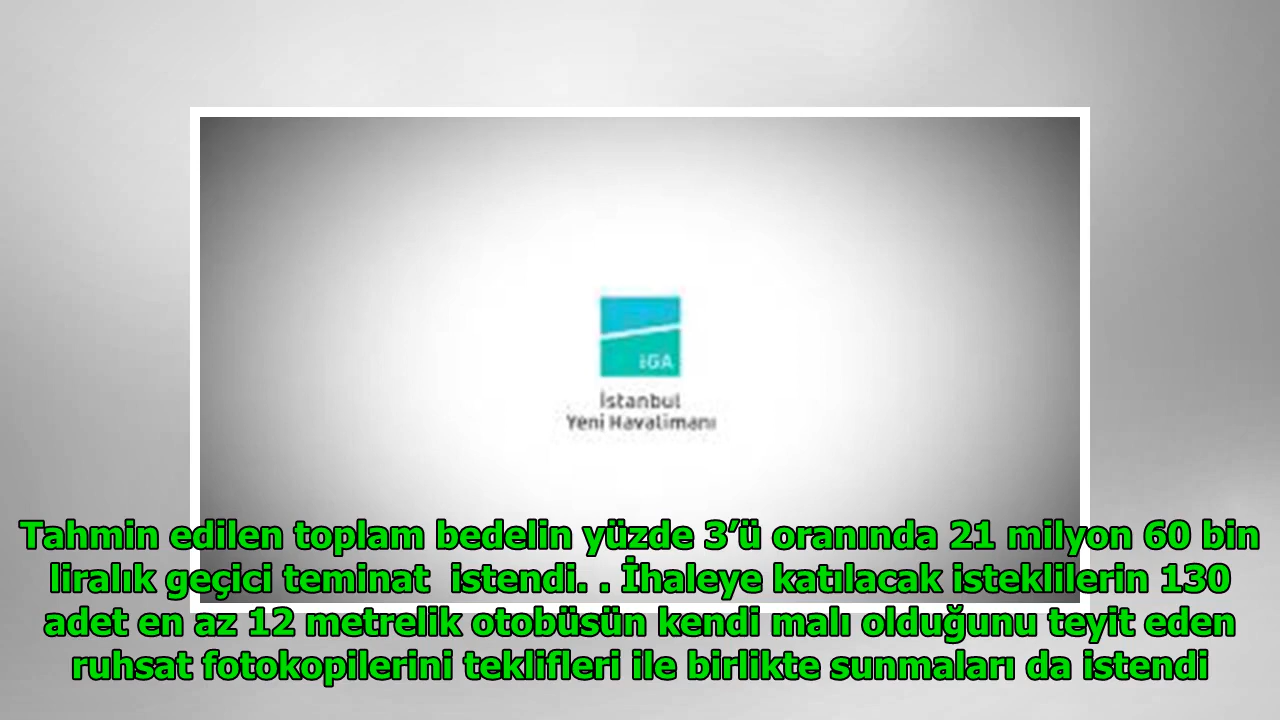 iGA
İstanbul
Yeni Havalimanı
Tahmin edilen toplam bedelin yüzde 3’ü oranında 21 milyon 60 bin
liralık geçici teminat  istendi. . İhaleye katılacak isteklilerin 130
adet en az 12 metrelik otobüsün kendi malı olduğunu teyit eden
ruhsat fotokopilerini teklifleri ile birlikte sunmaları da istendi